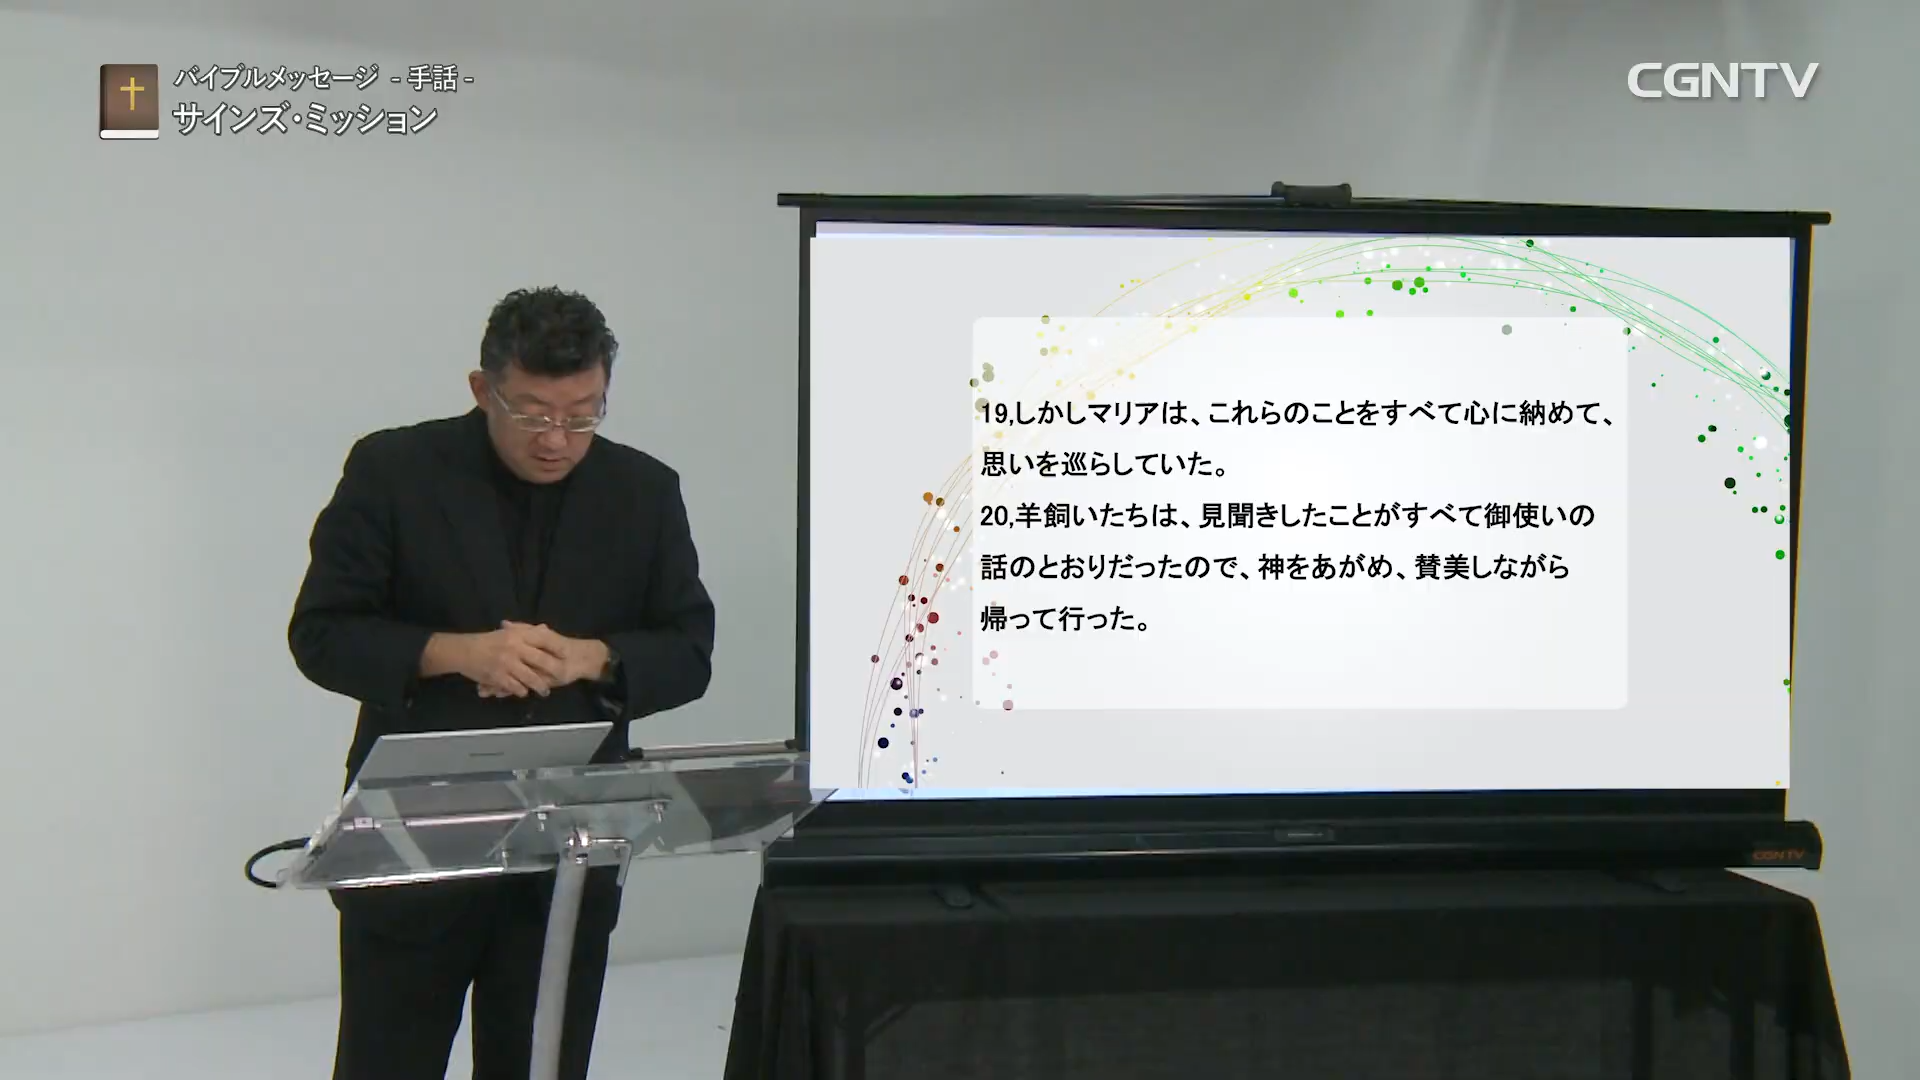 バイブルメッセージ - 手話 -
サインズ・ミッション
CGNTV
19,しかしマリアは、これらのことをすべて心に納めて、
思いを巡らしていた。
20,羊飼いたちは、見聞きしたことがすべて御使いの
話のとおりだったので、神をあがめ、賛美しながら
帰って行った。
CGNTV